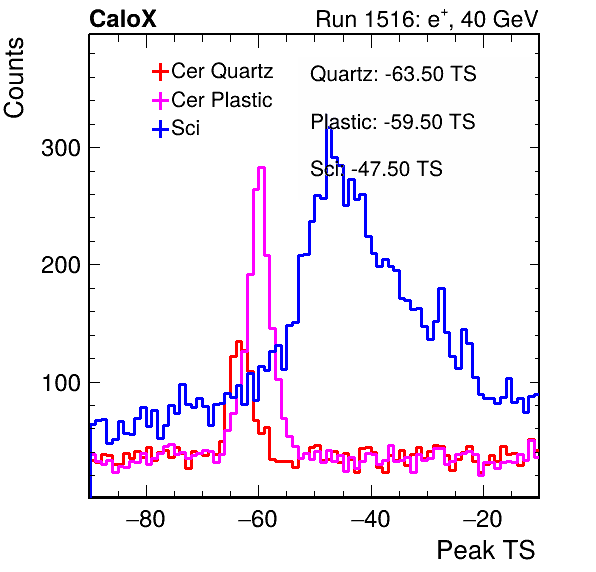 CaloX Run 1516: e⁺, 40 GeV
Counts
Cer Quartz
Cer Plastic
Sci
Quartz: -63.50 TS
Plastic: -59.50 TS
Sci: -47.50 TS
300
200
100
−80 −60 −40 −20
Peak TS